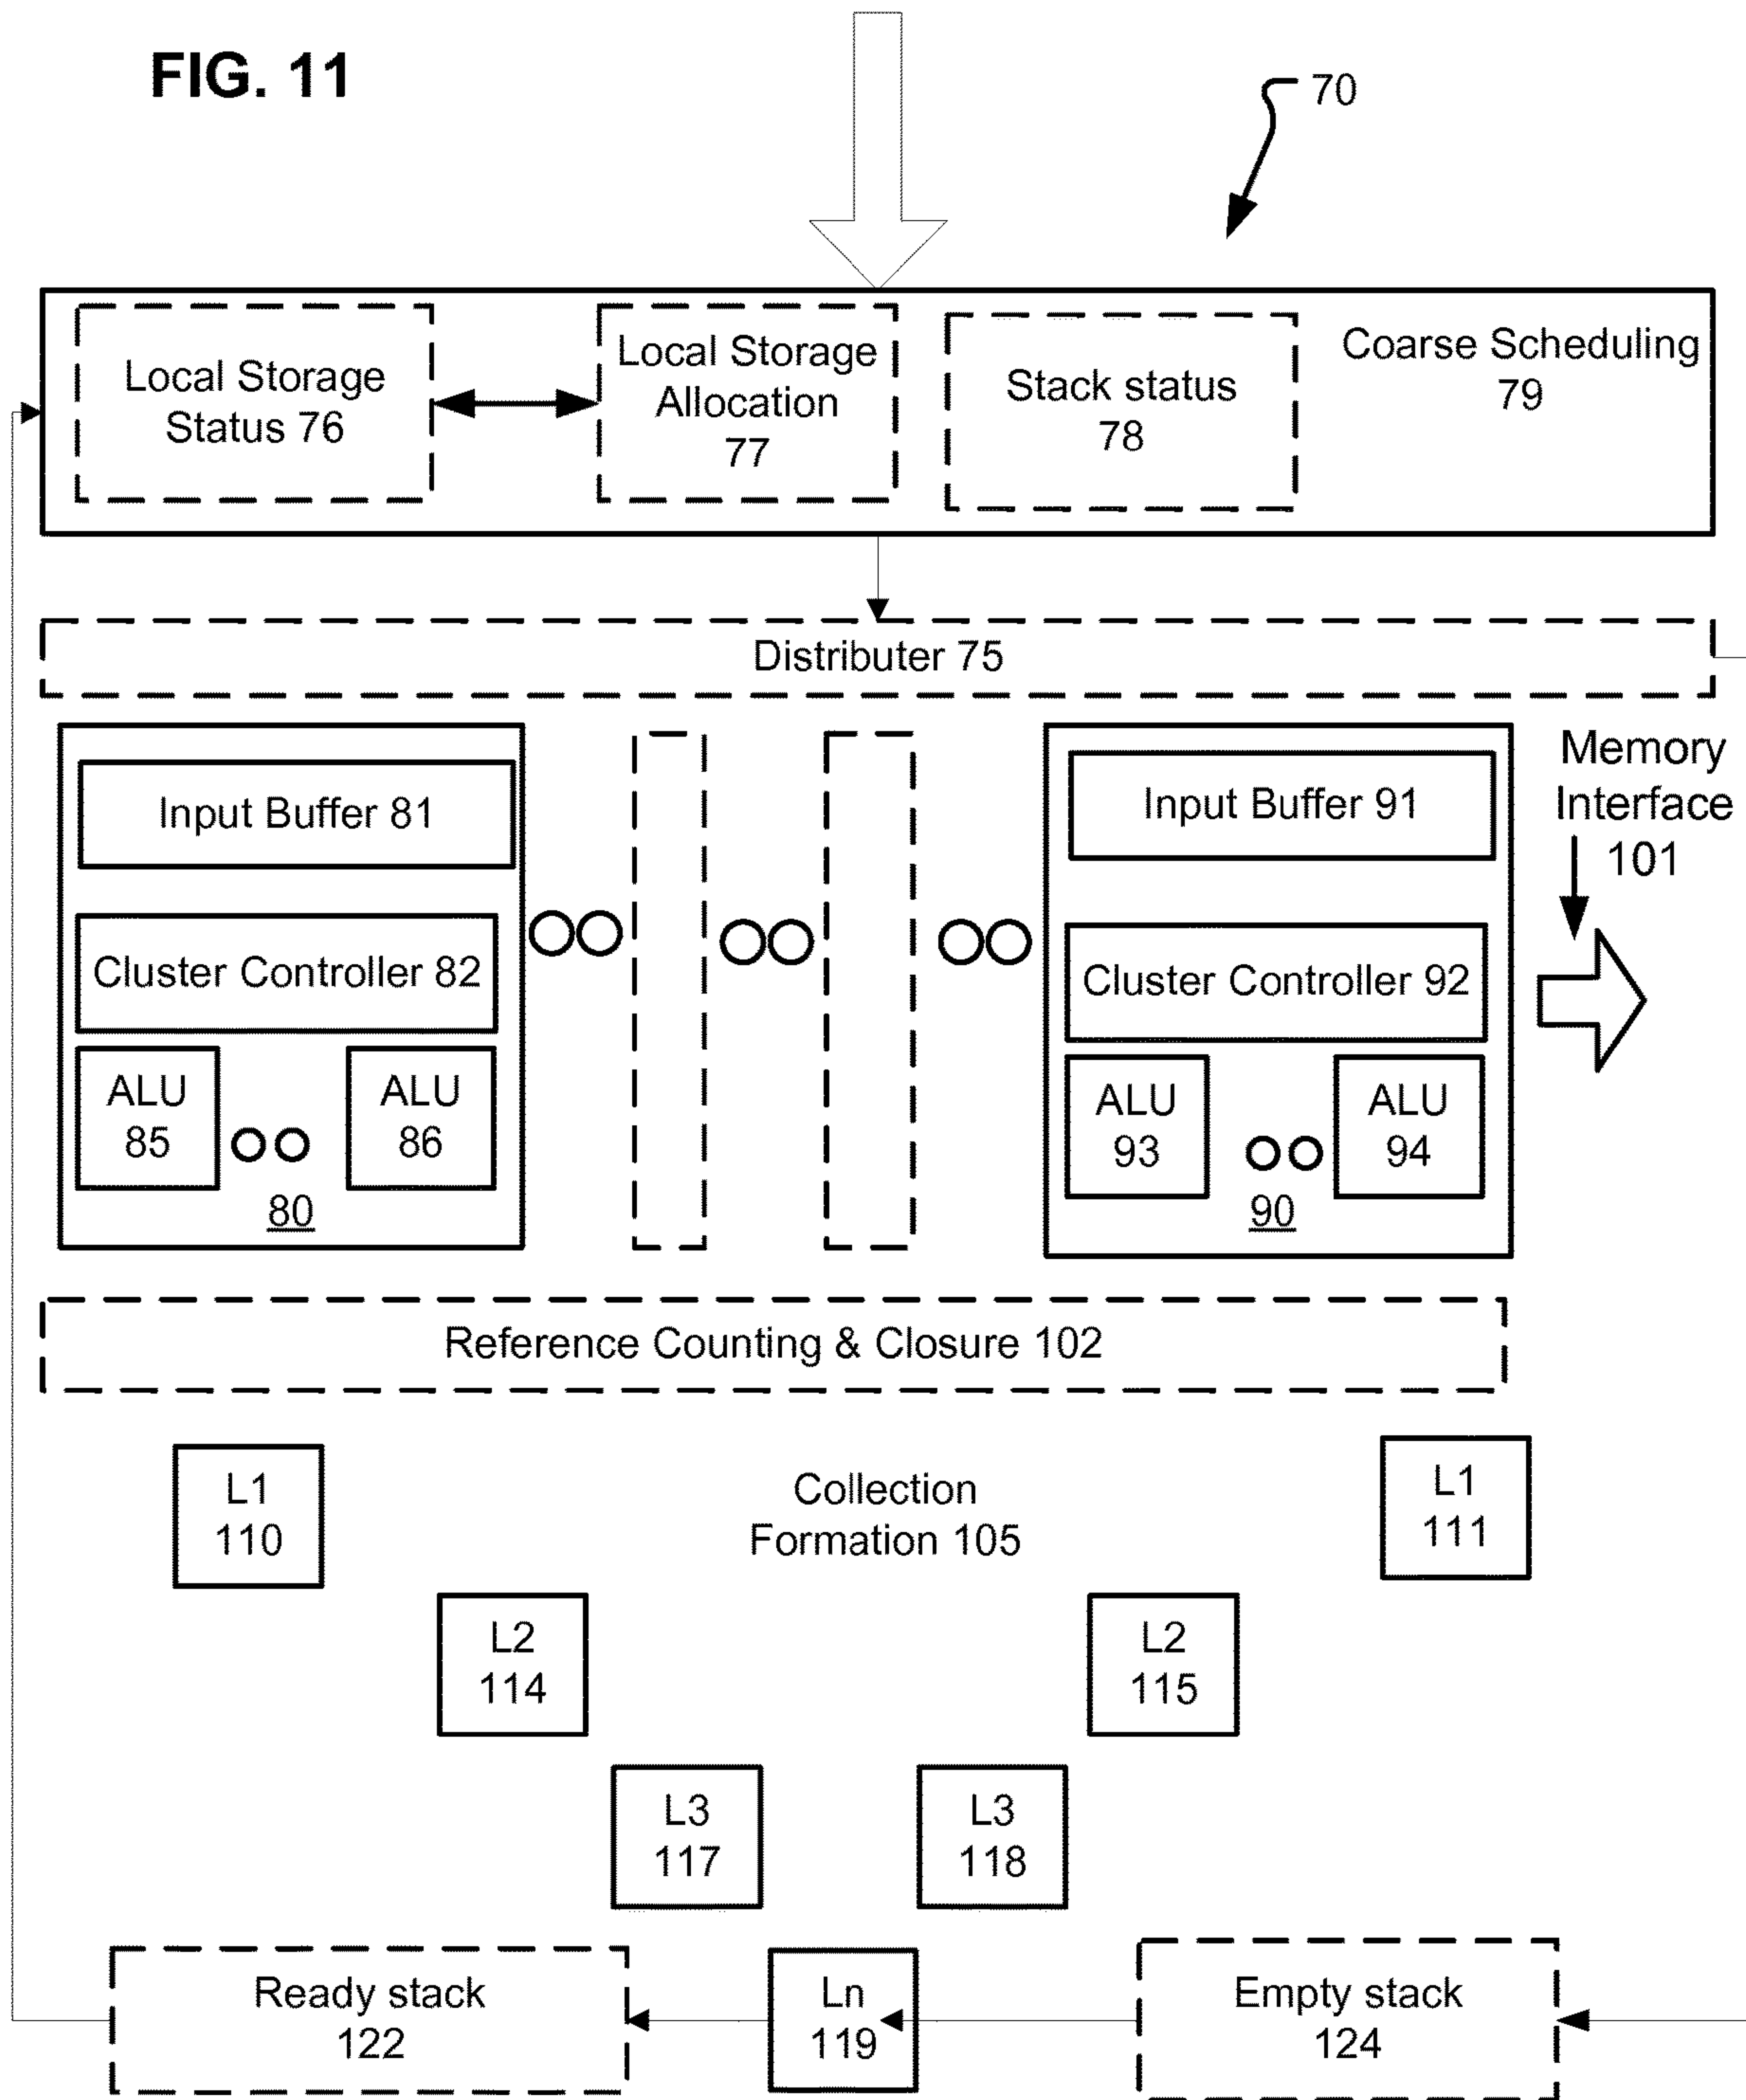 FIG. 11
70
Local Storage
Status 76
Local Storage
Allocation
77
Stack status
78
Coarse Scheduling
79
Distributer 75
Input Buffer 81
Cluster Controller 82
ALU
85
ALU
86
80
Input Buffer 91
Cluster Controller 92
ALU
93
ALU
94
90
Memory
Interface
101
Reference Counting & Closure 102
L1
110
Collection
Formation 105
L1
111
L2
114
L2
115
L3
117
L3
118
Ready stack
122
Ln
119
Empty stack
124